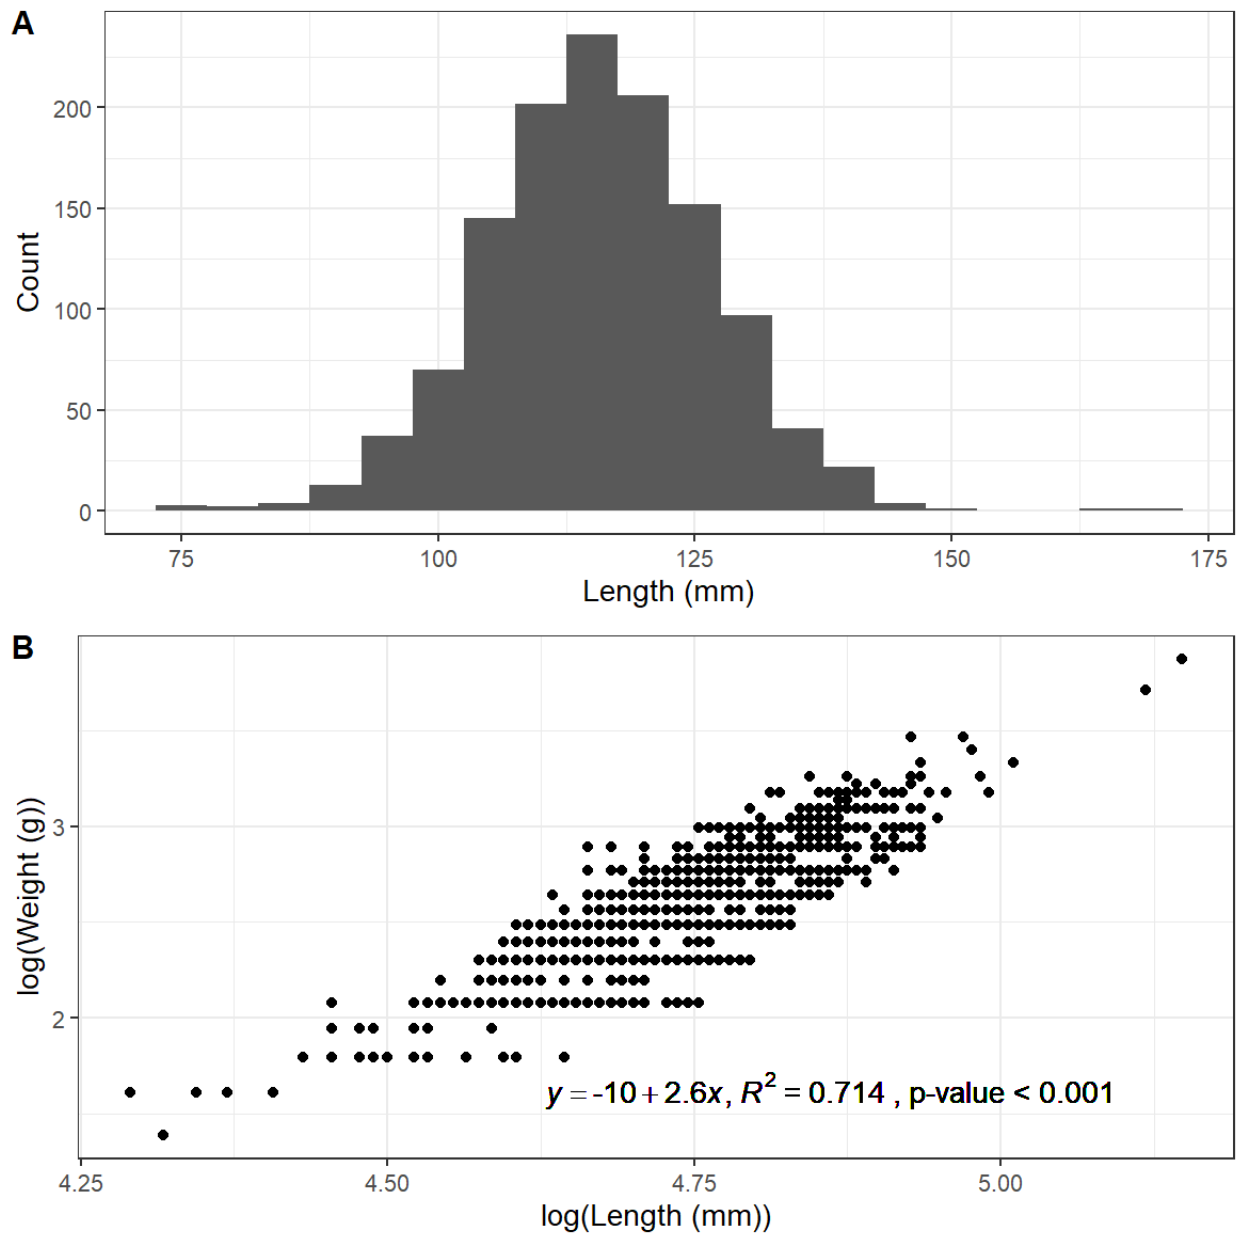 A
200
150
100
50
0
Count
75 100 125 150 175
Length (mm)
B
3
2
log(Weight (g))
y = -10 + 2.6x, R² = 0.714 , p-value < 0.001
4.25 4.50 4.75 5.00
log(Length (mm))